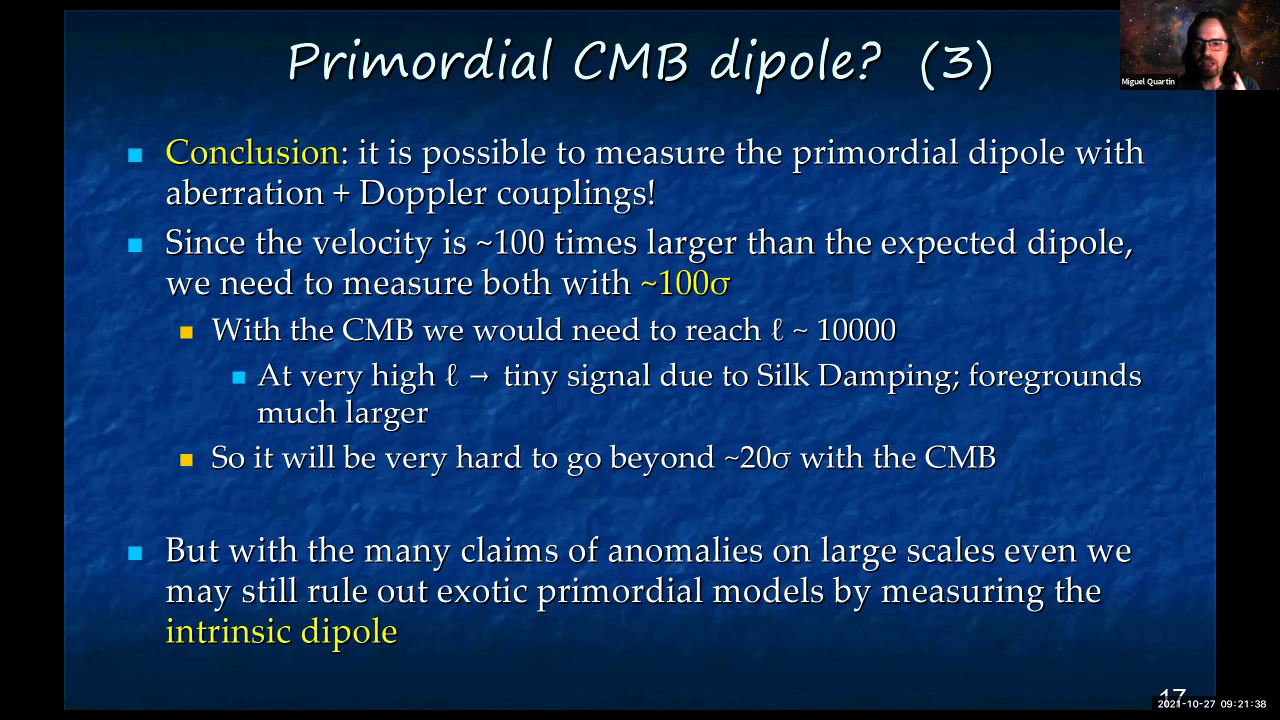 Primordial CMB dipole? (3)
Miguel Quartin
Conclusion: it is possible to measure the primordial dipole with
aberration + Doppler couplings!
Since the velocity is ~100 times larger than the expected dipole,
we need to measure both with ~100σ
With the CMB we would need to reach ℓ ~ 10000
At very high ℓ → tiny signal due to Silk Damping; foregrounds
much larger
So it will be very hard to go beyond ~20σ with the CMB
But with the many claims of anomalies on large scales even we
may still rule out exotic primordial models by measuring the
intrinsic dipole
17
2021-10-27 09:21:38